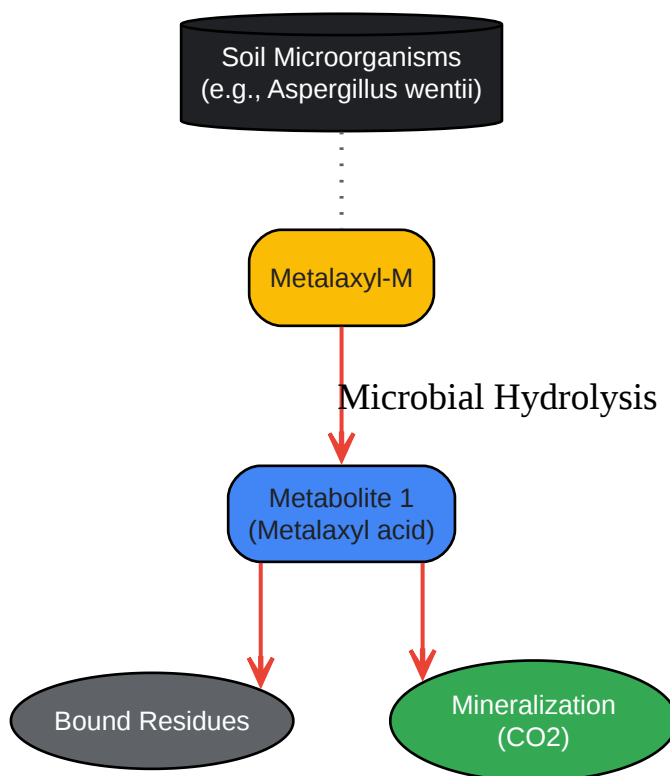 Soil Microorganisms
(e.g., Aspergillus wentii)
Metalaxyl-M
Microbial Hydrolysis
Metabolite 1
(Metalaxyl acid)
Bound Residues
Mineralization
(CO2)